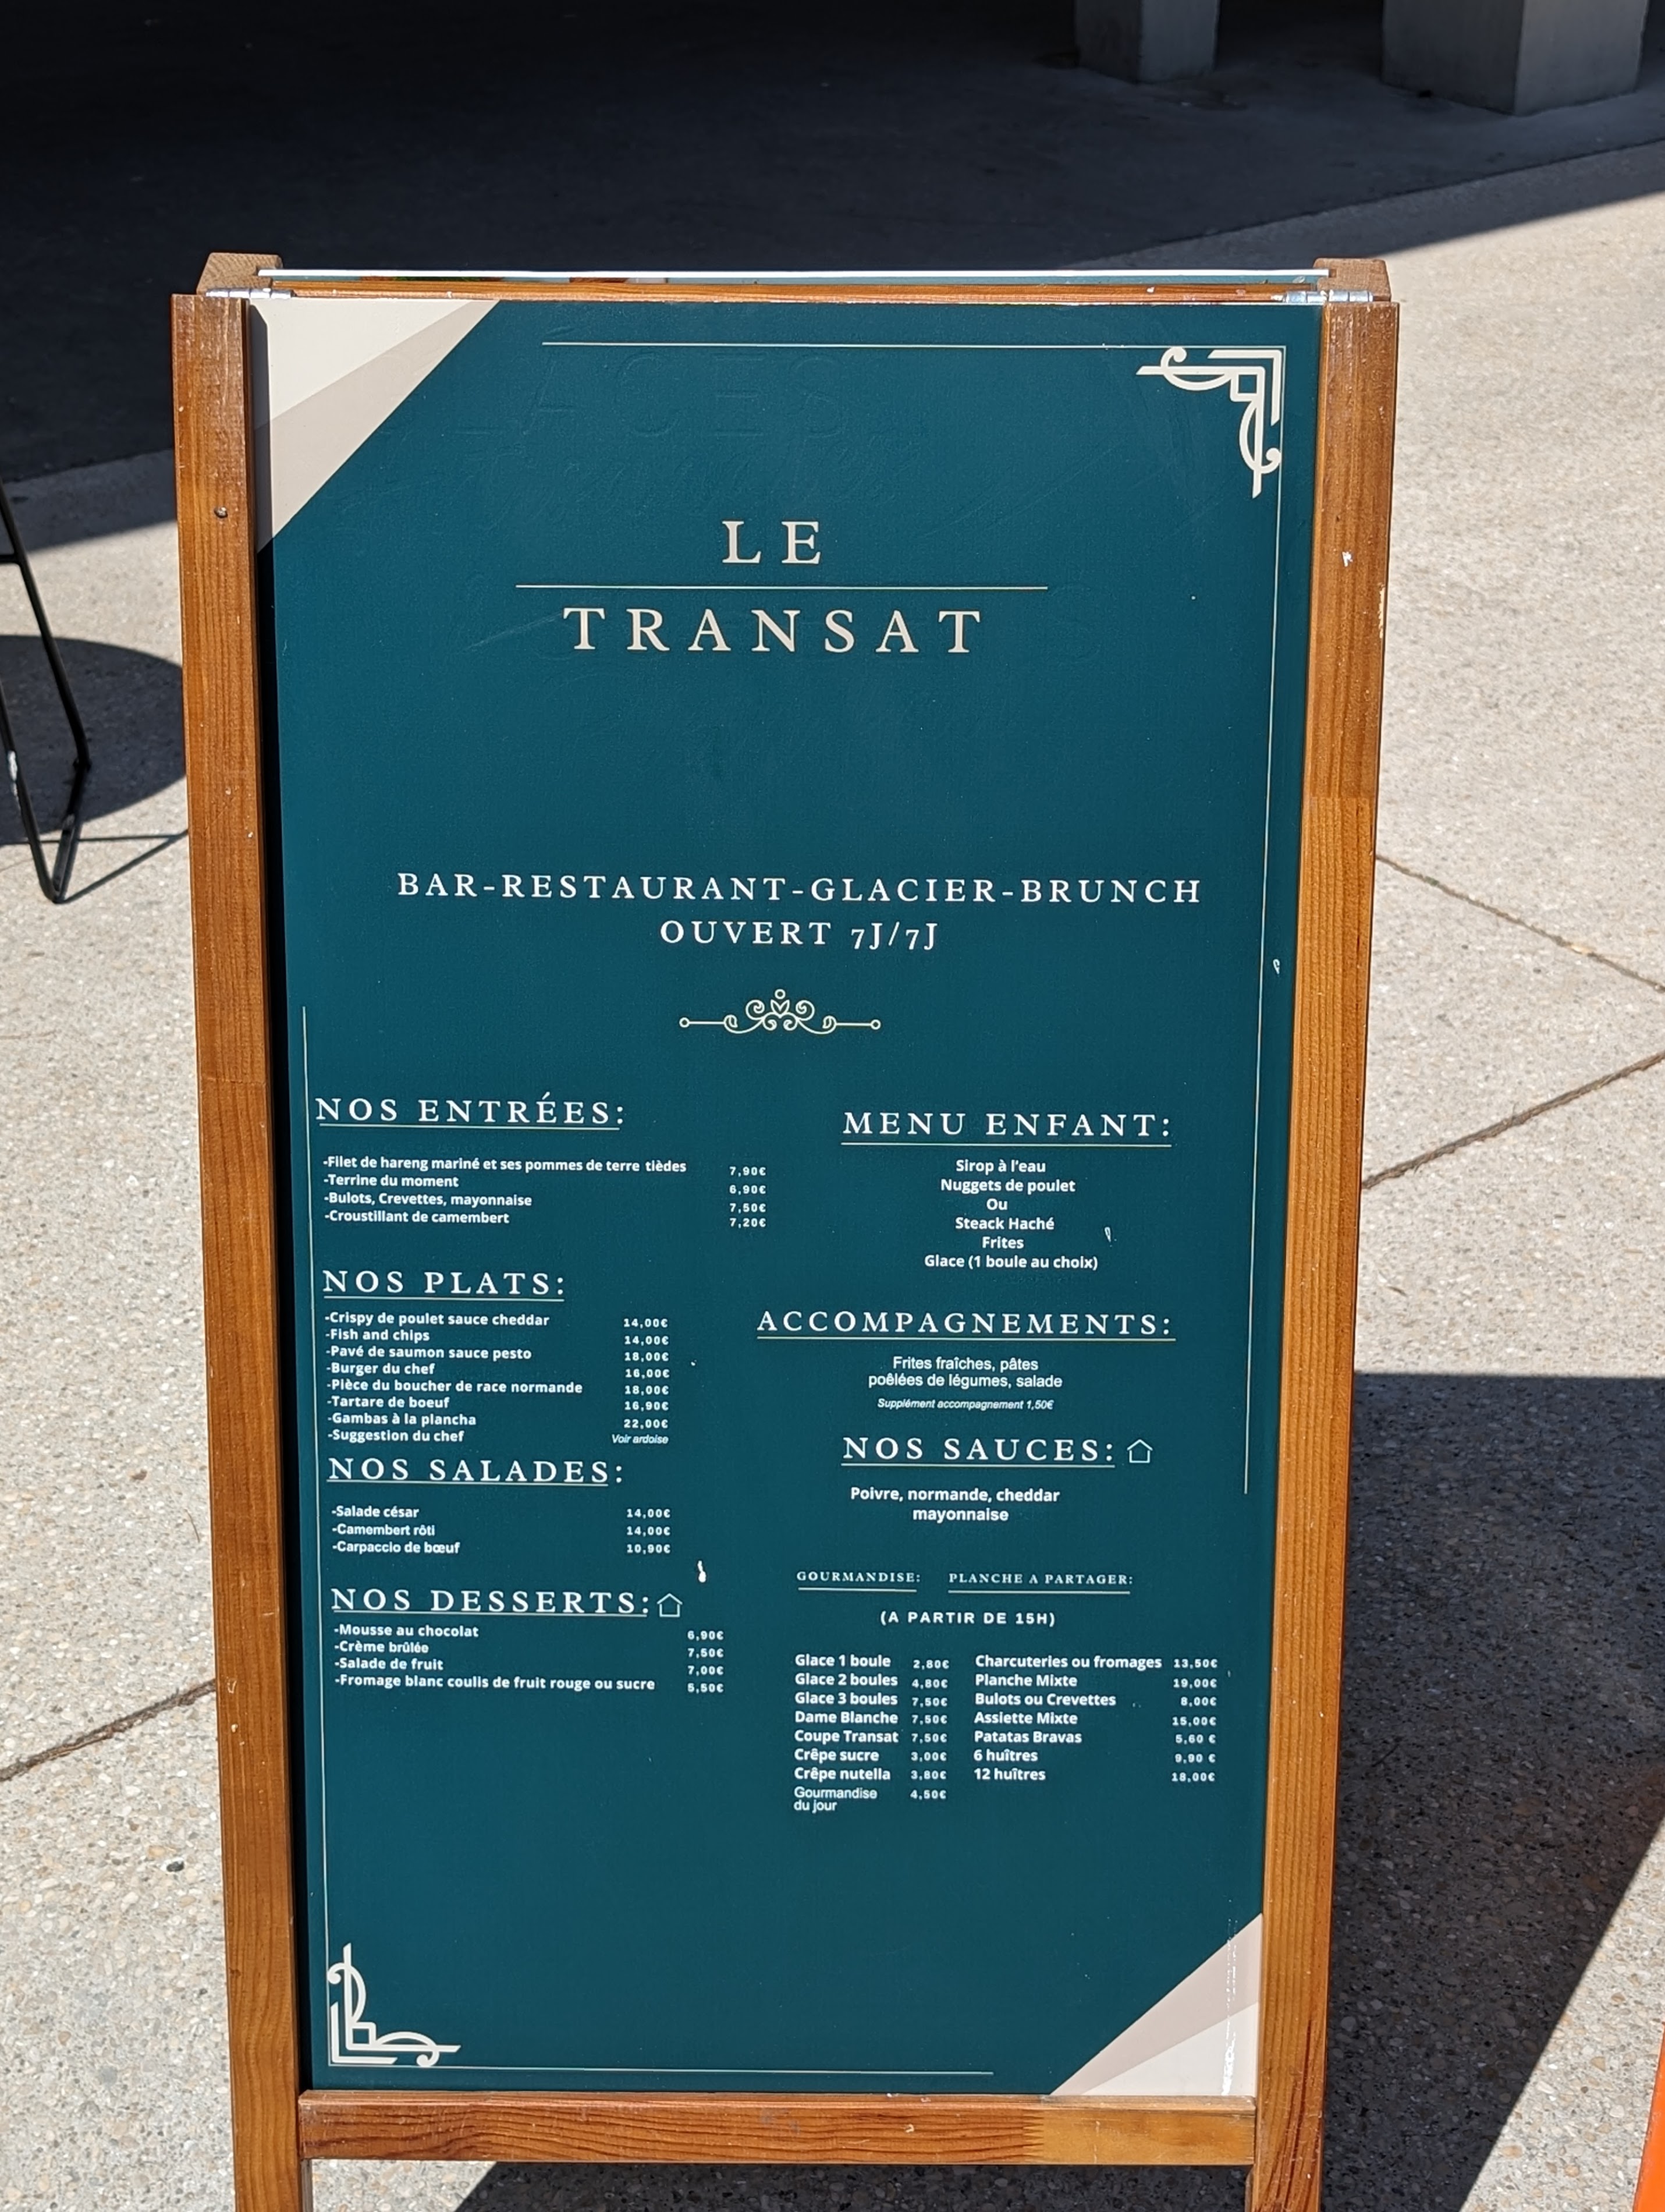 LE
TRANSAT
BAR-RESTAURANT-GLACIER-BRUNCH
OUVERT 7J/7J
NOS ENTRÉES:
-Filet de hareng mariné et ses pommes de terre tièdes 7,90€
-Terrine du moment 6,90€
-Bulots, Crevettes, mayonnaise 7,50€
-Croustillant de camembert 7,20€
NOS PLATS:
-Crispy de poulet sauce cheddar 14,00€
-Fish and chips 14,00€
-Pavé de saumon sauce pesto 18,00€
-Burger du chef 16,00€
-Pièce du boucher de race normande 18,00€
-Tartare de boeuf 16,90€
-Gambas à la plancha 22,00€
-Suggestion du chef Voir ardoise
NOS SALADES:
-Salade césar 14,00€
-Camembert rôti 14,00€
-Carpaccio de bœuf 10,90€
NOS DESSERTS:
-Mousse au chocolat 6,90€
-Crème brûlée 7,50€
-Salade de fruit 7,00€
-Fromage blanc coulis de fruit rouge ou sucre 5,50€
MENU ENFANT:
Sirop à l'eau
Nuggets de poulet
Ou
Steack Haché
Frites
Glace (1 boule au choix)
ACCOMPAGNEMENTS:
Frites fraîches, pâtes
poêlées de légumes, salade
Supplément accompagnement 1,50€
NOS SAUCES:
Poivre, normande, cheddar
mayonnaise
GOURMANDISE: PLANCHE A PARTAGER:
(A PARTIR DE 15H)
Glace 1 boule 2,80€ Charcuteries ou fromages 13,50€
Glace 2 boules 4,80€ Planche Mixte 19,00€
Glace 3 boules 7,50€ Bulots ou Crevettes 8,00€
Dame Blanche 7,50€ Assiette Mixte 15,00€
Coupe Transat 7,50€ Patatas Bravas 5,60 €
Crêpe sucre 3,00€ 6 huîtres 9,90 €
Crêpe nutella 3,80€ 12 huîtres 18,00€
Gourmandise 4,50€
du jour